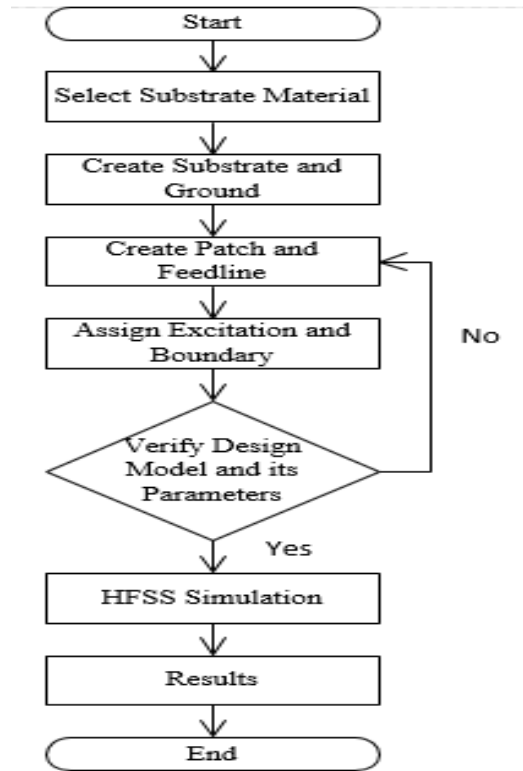 Start
Select Substrate Material
Create Substrate and
Ground
Create Patch and
Feedline
No
Assign Excitation and
Boundary
Verify Design
Model and its
Parameters
Yes
HFSS Simulation
Results
End